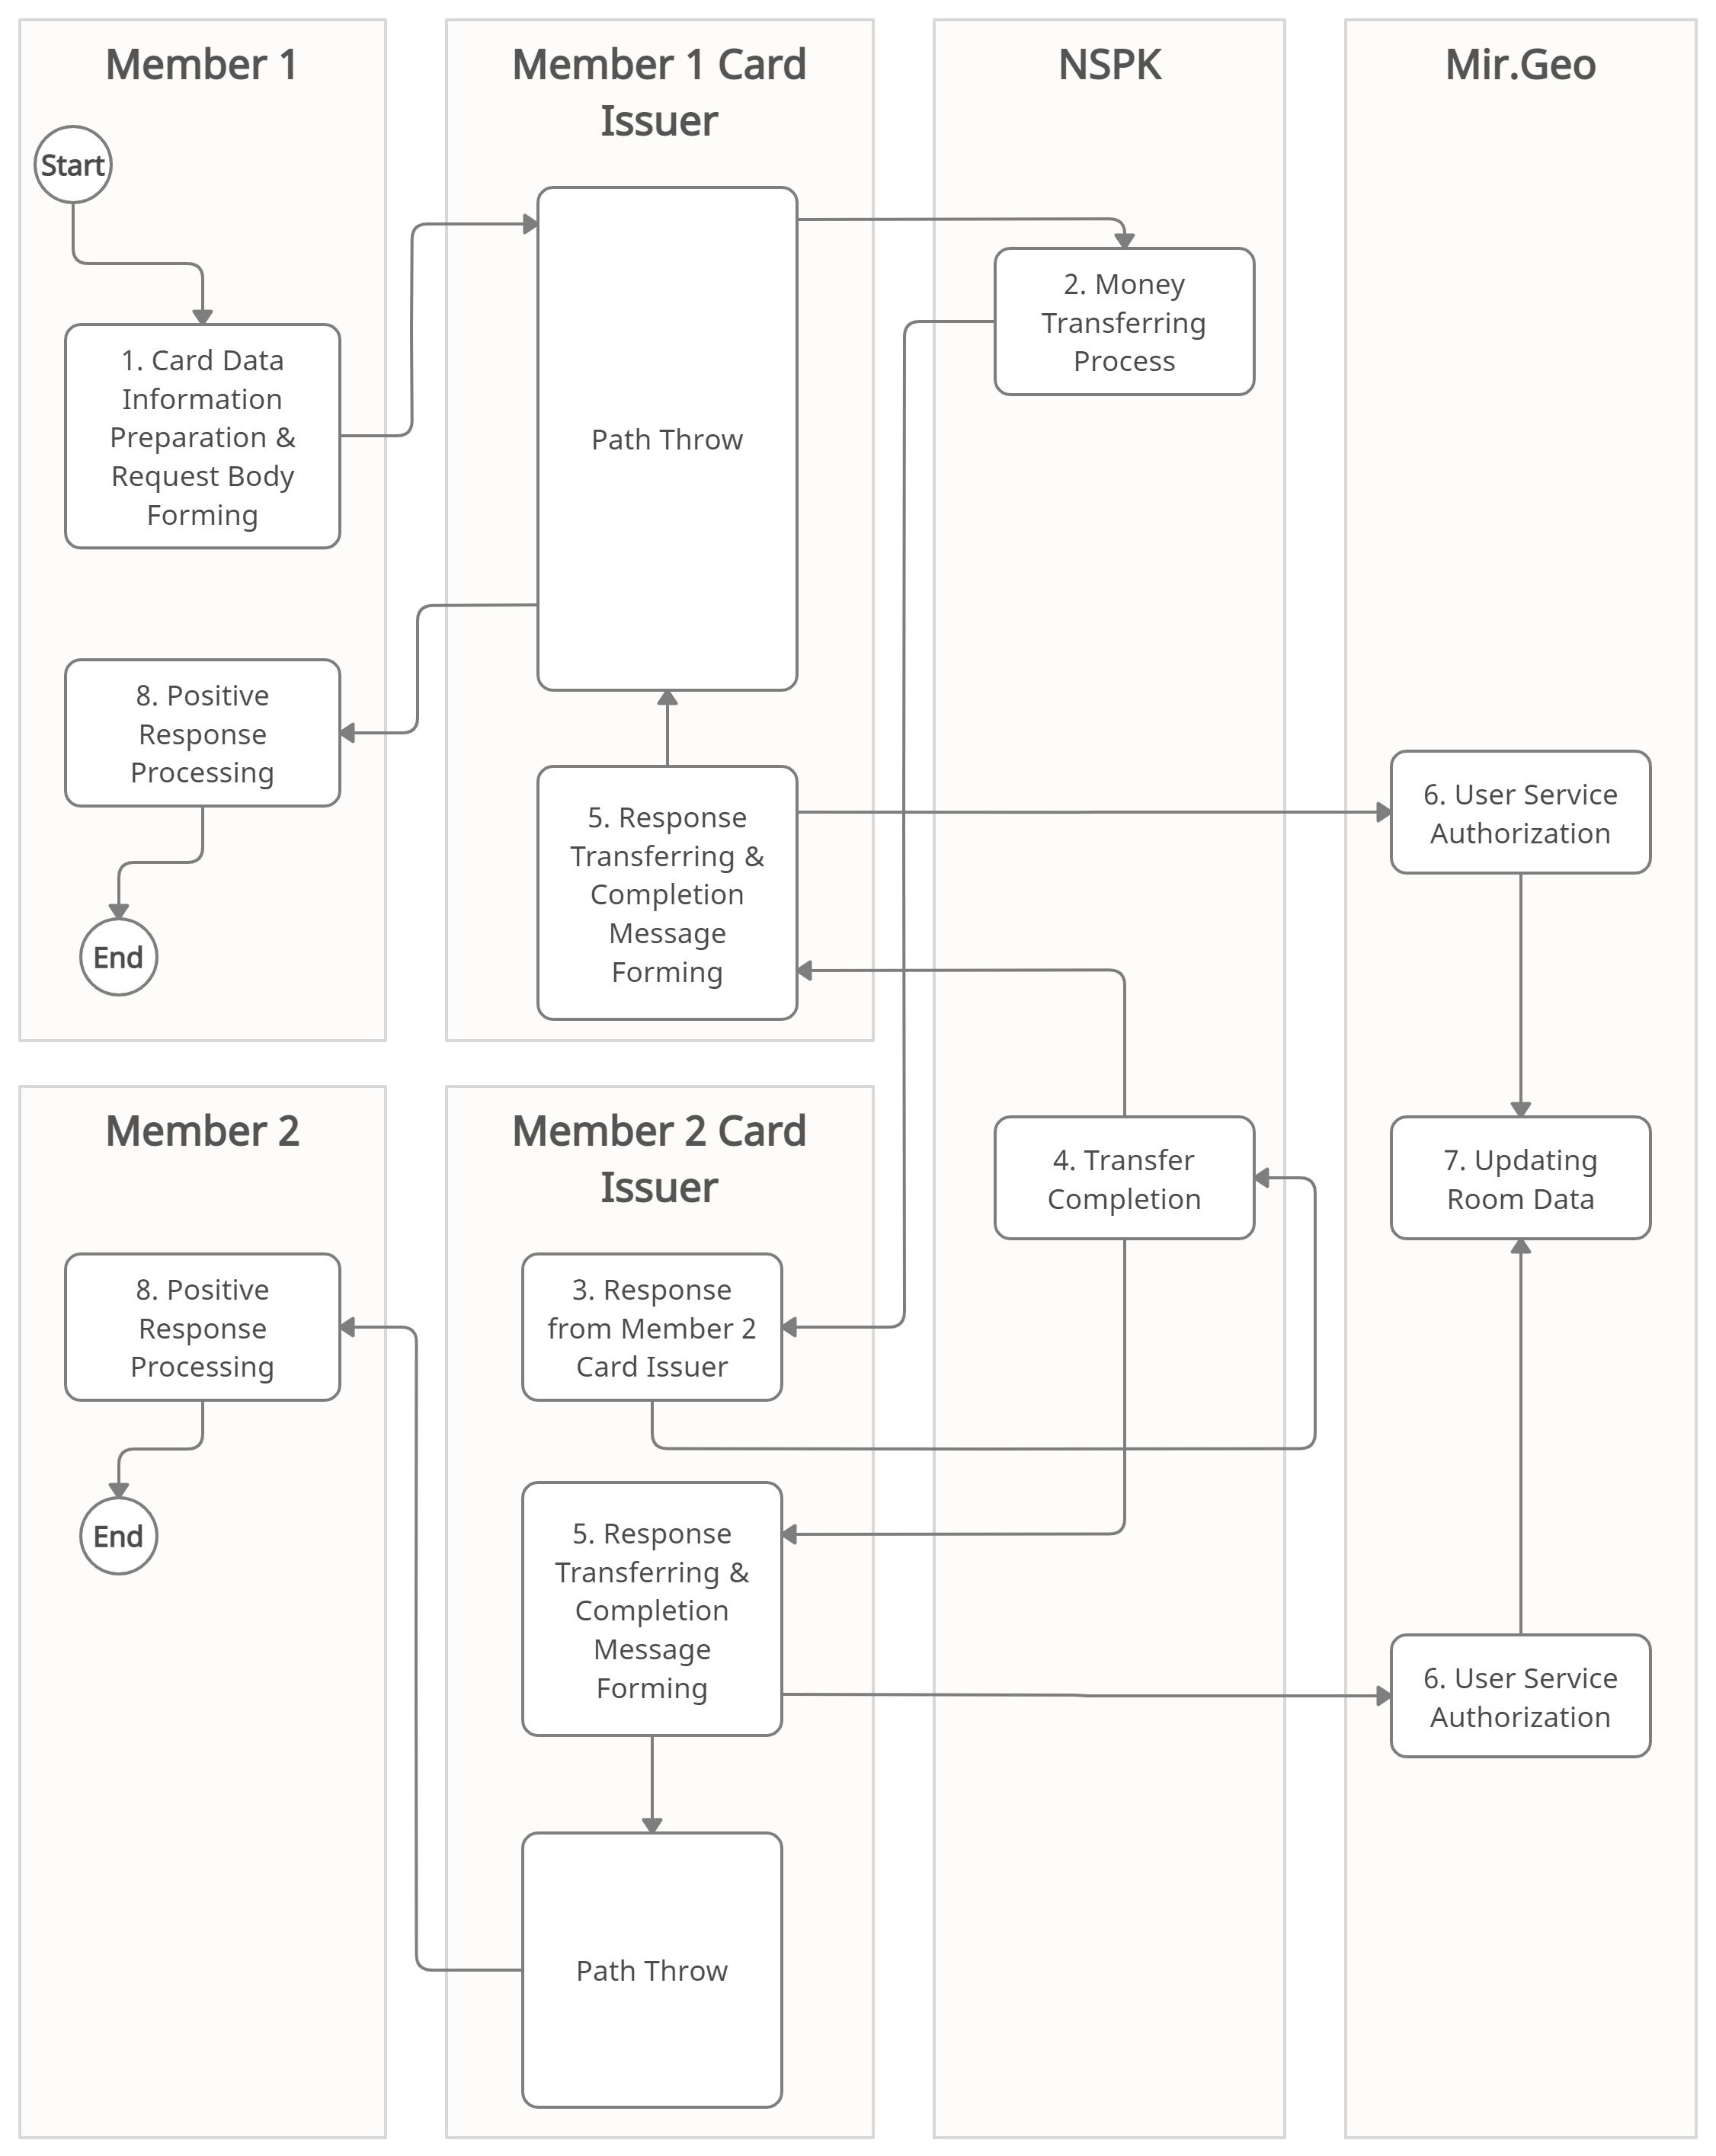 Member 1
Start
1. Card Data
Information
Preparation &
Request Body
Forming
8. Positive
Response
Processing
End
Member 1 Card
Issuer
Path Throw
5. Response
Transferring &
Completion
Message
Forming
NSPK
2. Money
Transferring
Process
4. Transfer
Completion
Mir.Geo
6. User Service
Authorization
7. Updating
Room Data
6. User Service
Authorization
Member 2
8. Positive
Response
Processing
End
Member 2 Card
Issuer
3. Response
from Member 2
Card Issuer
5. Response
Transferring &
Completion
Message
Forming
Path Throw